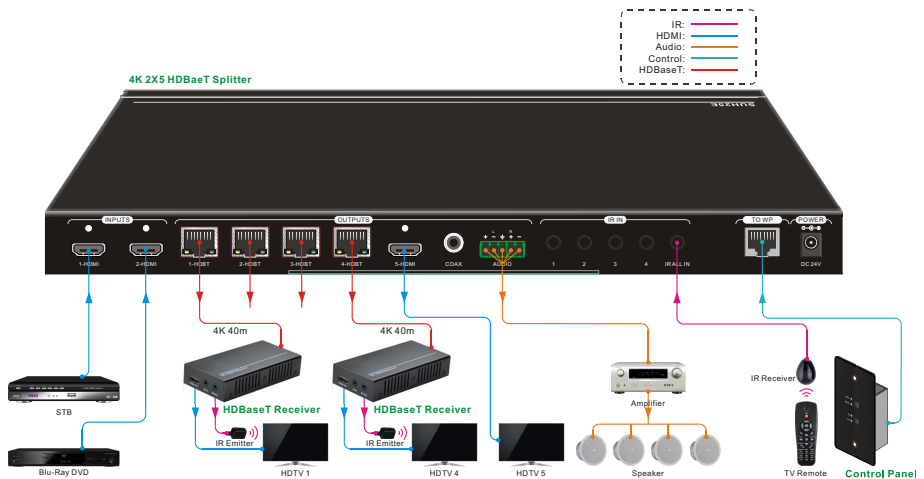 IR:
HDMI:
Audio:
Control:
HDBaseT:
4K 2X5 HDBaeT Splitter
SUH25E
INPUTS
OUTPUTS
IR IN
TO WP
POWER
L R
+ - ⏚ + -
1-HDMI
2-HDMI
1-HDBT
2-HDBT
3-HDBT
4-HDBT
5-HDMI
COAX
AUDIO
1
2
3
4
IR ALL IN
DC 24V
4K 40m
4K 40m
STB
Blu-Ray DVD
HDBaseT Receiver
IR Emitter
HDTV 1
HDBaseT Receiver
IR Emitter
HDTV 4
HDTV 5
Amplifier
Speaker
IR Receiver
TV Remote
Control Panel